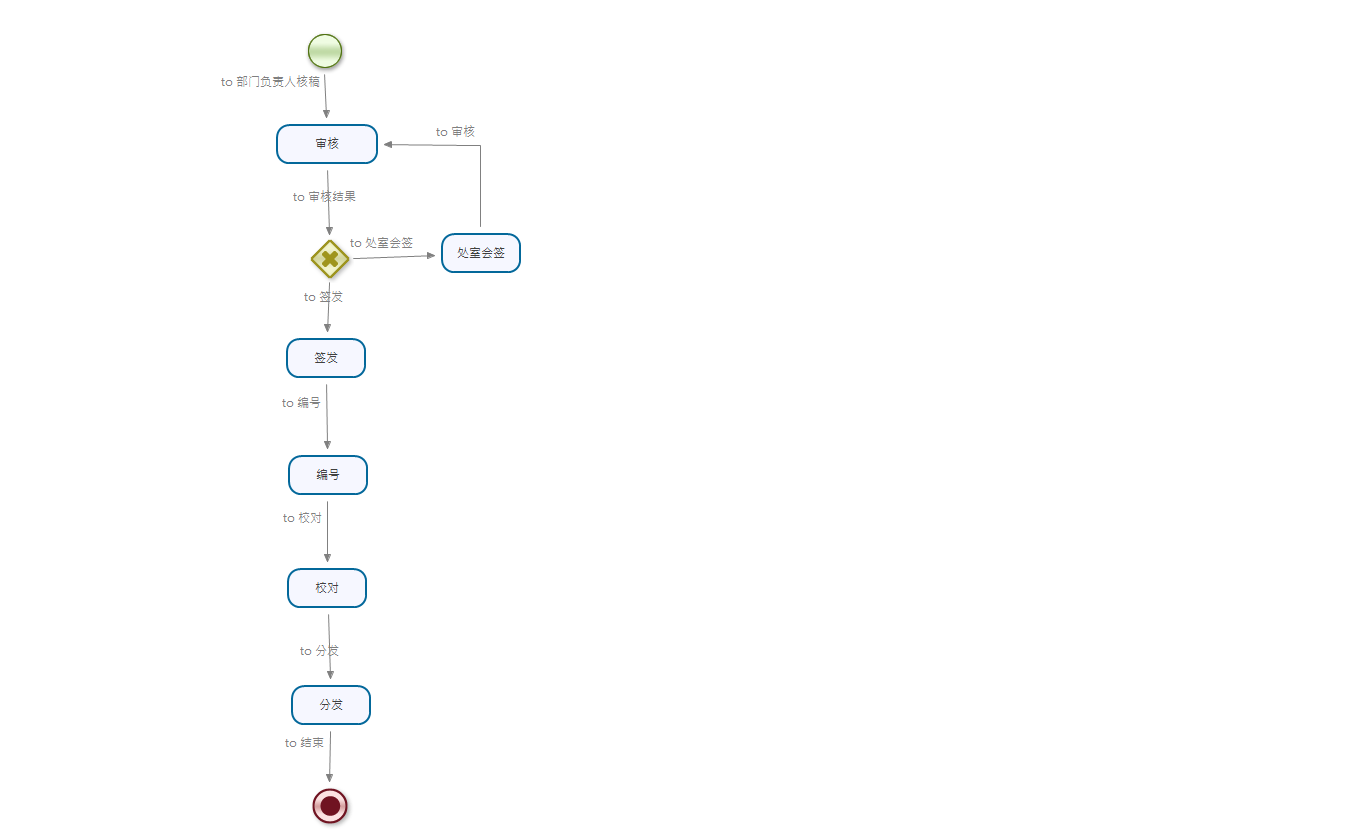 to 部门负责人核稿
to 审核
审核
to 审核结果
to 处室会签
处室会签
to 签发
签发
to 编号
编号
to 校对
校对
to 分发
分发
to 结束